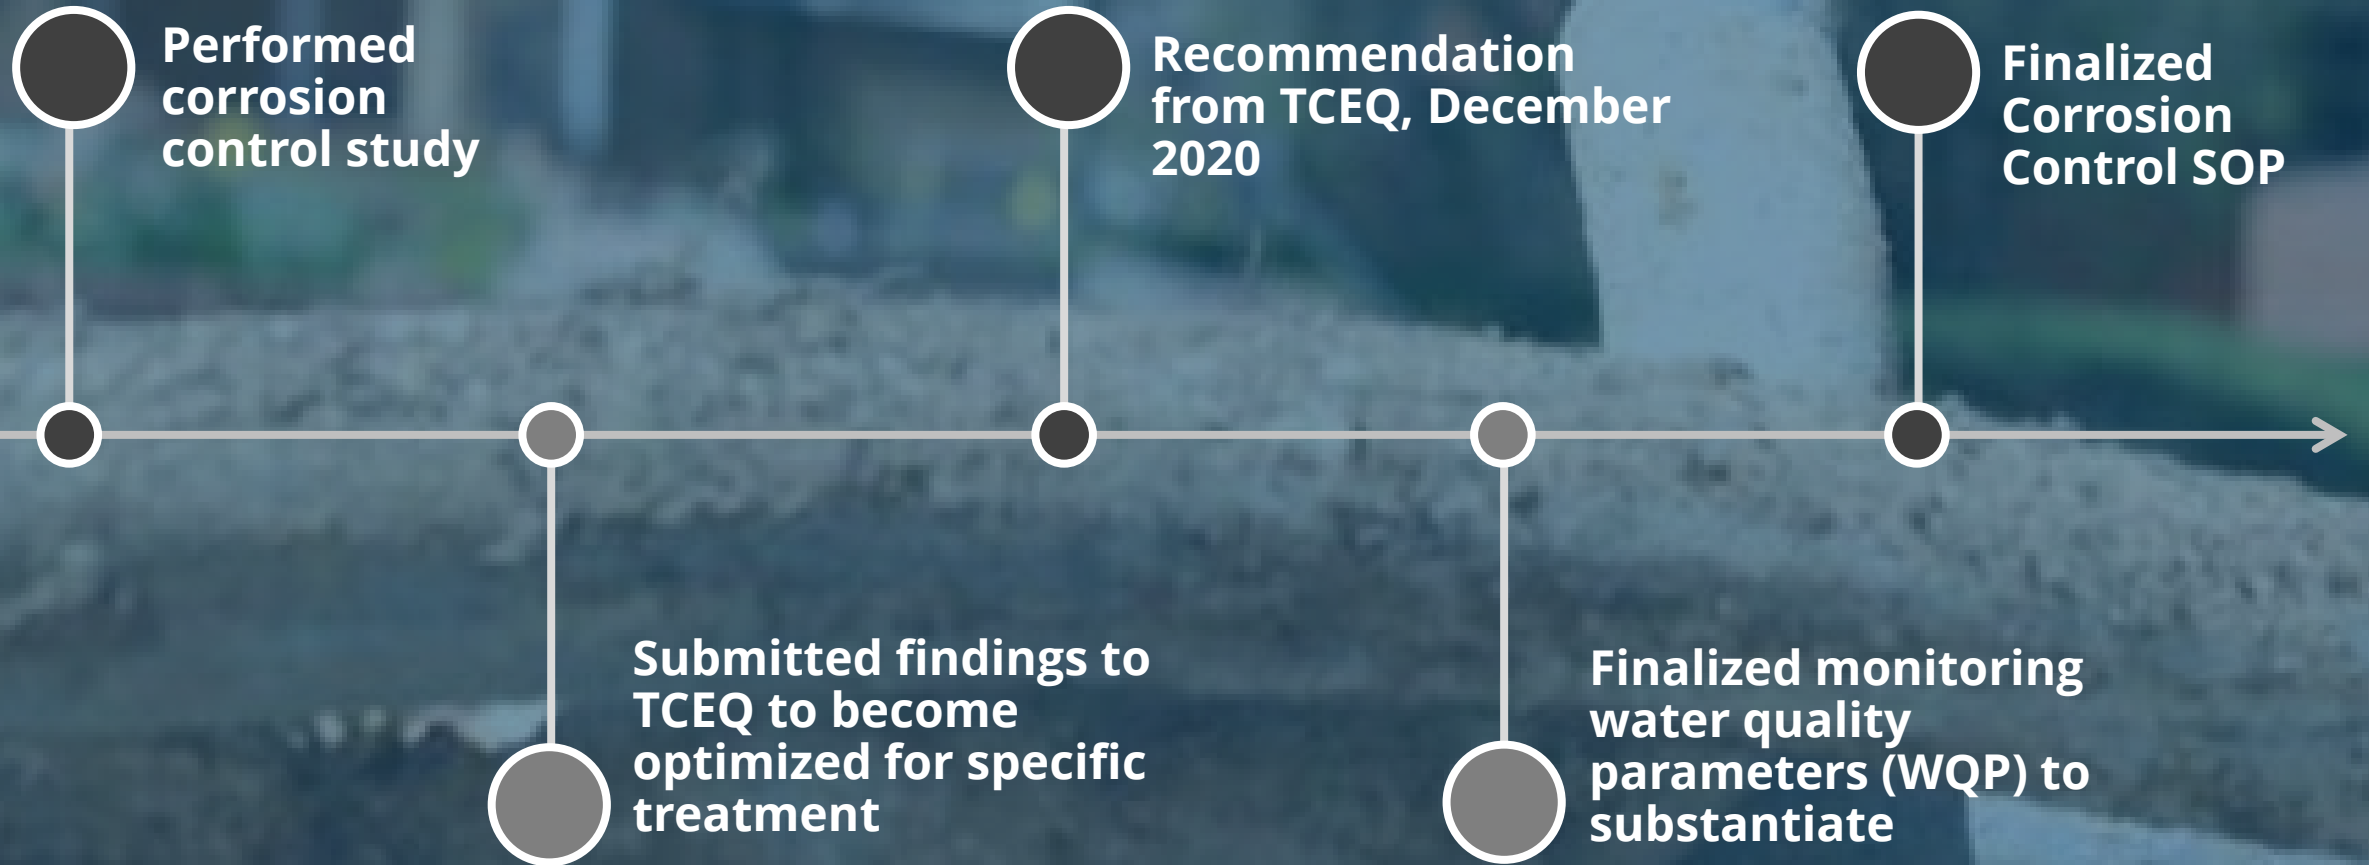 Performed
corrosion
control study
Submitted findings to
TCEQ to become
optimized for specific
treatment
Recommendation
from TCEQ, December
2020
Finalized monitoring
water quality
parameters (WQP) to
substantiate
Finalized
Corrosion
Control SOP